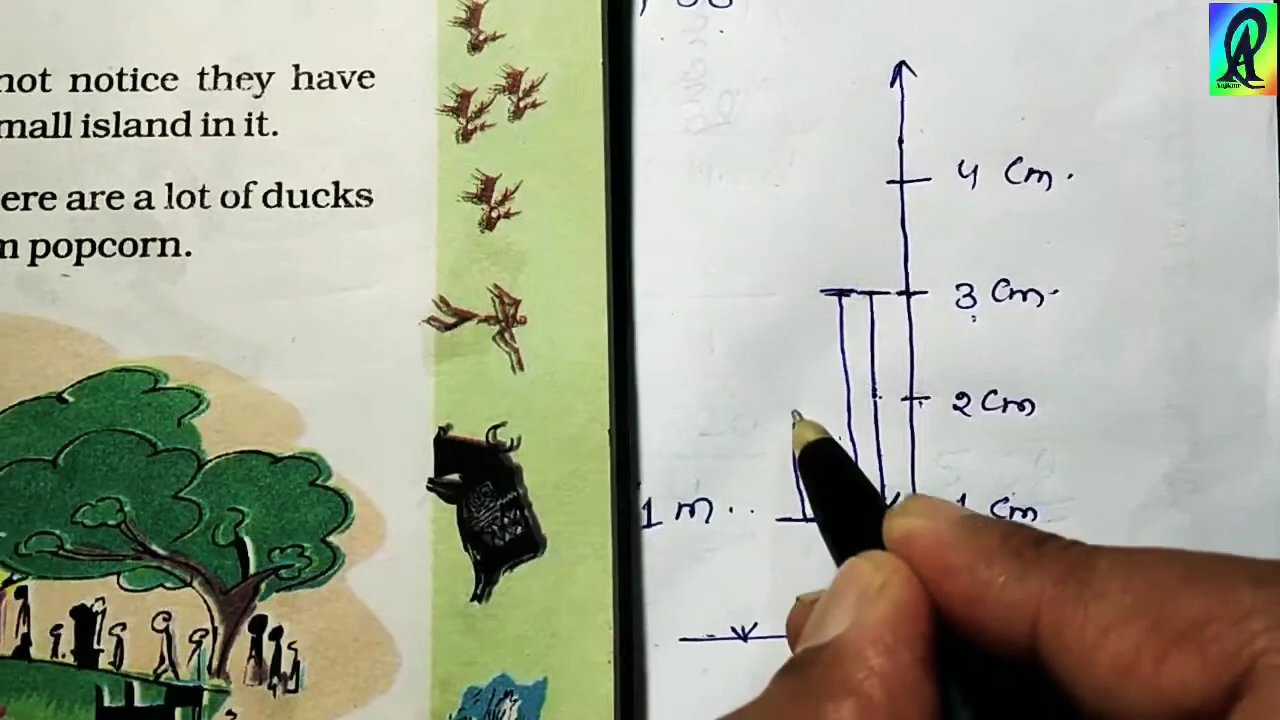 not notice they have
mall island in it.
ere are a lot of ducks
m popcorn.
4 Cm.
3 Cm.
2 Cm
1 m..
1 Cm